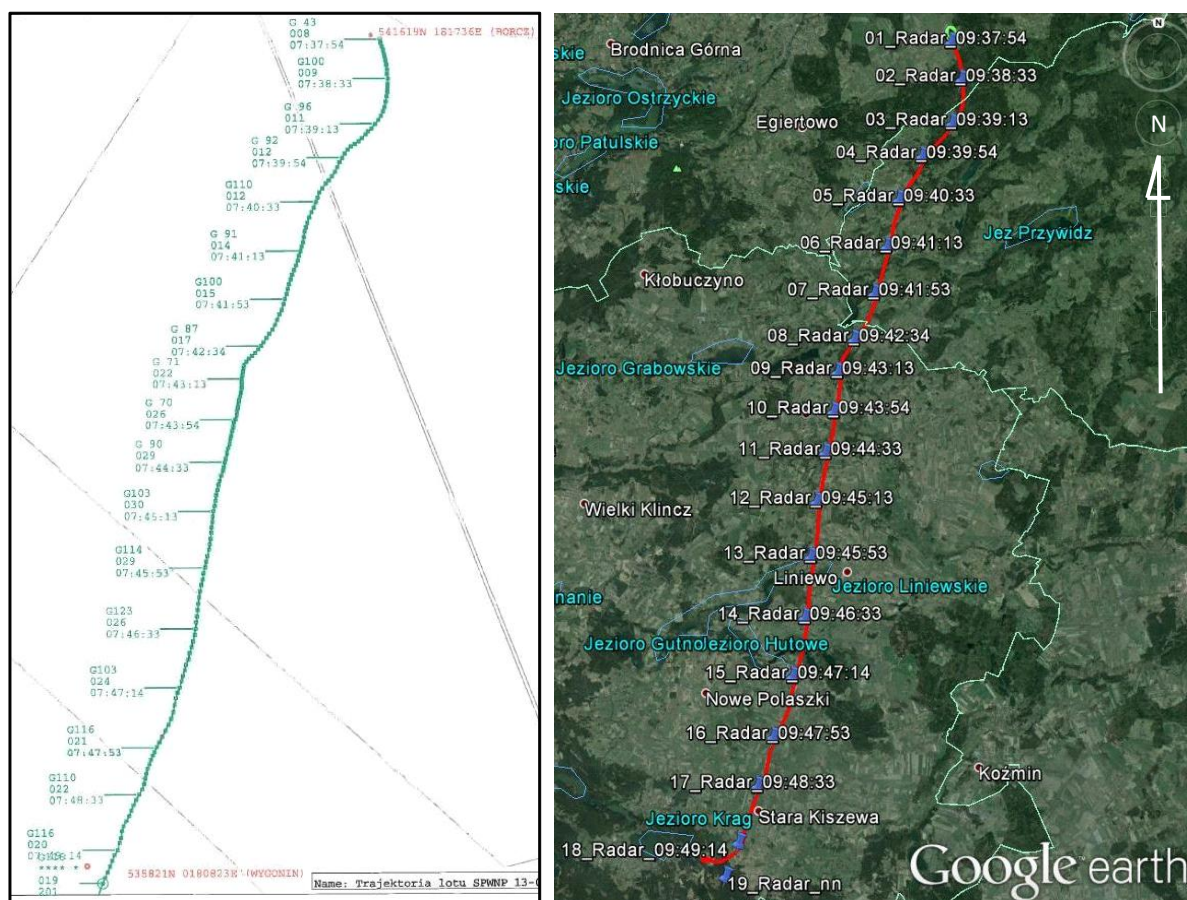 G 43
008
07:37:54
541619N 181736E (BORCZ)
G100
009
07:38:33
G 96
011
07:39:13
G 92
012
07:39:54
G110
012
07:40:33
G 91
014
07:41:13
G100
015
07:41:53
G 87
017
07:42:34
G 71
022
07:43:13
G 70
026
07:43:54
G 90
029
07:44:33
G103
030
07:45:13
G114
029
07:45:53
G123
026
07:46:33
G103
024
07:47:14
G116
021
07:47:53
G110
022
07:48:33
G116
020
**** *
019
201
535821N 0180823E (WYGONIN)
Name: Trajektoria lotu SPWNP 13-
01_Radar_09:37:54
Brodnica Górna
skie
02_Radar_09:38:33
Jezioro Ostrzyckie
03_Radar_09:39:13
Egiertowo
oro Patulskie
04_Radar_09:39:54
skie
05_Radar_09:40:33
Jez Przywidz
06_Radar_09:41:13
Kłobuczyno
07_Radar_09:41:53
08_Radar_09:42:34
Jezioro Grabowskie
09_Radar_09:43:13
10_Radar_09:43:54
11_Radar_09:44:33
12_Radar_09:45:13
Wielki Klincz
13_Radar_09:45:53
Liniewo
Jezioro Liniewskie
nanie
14_Radar_09:46:33
Jezioro Gutno
Jezioro Hutowe
15_Radar_09:47:14
Nowe Polaszki
16_Radar_09:47:53
Koźmin
17_Radar_09:48:33
Jezioro Krąg
Stara Kiszewa
18_Radar_09:49:14
19_Radar_nn
N
N
Google earth